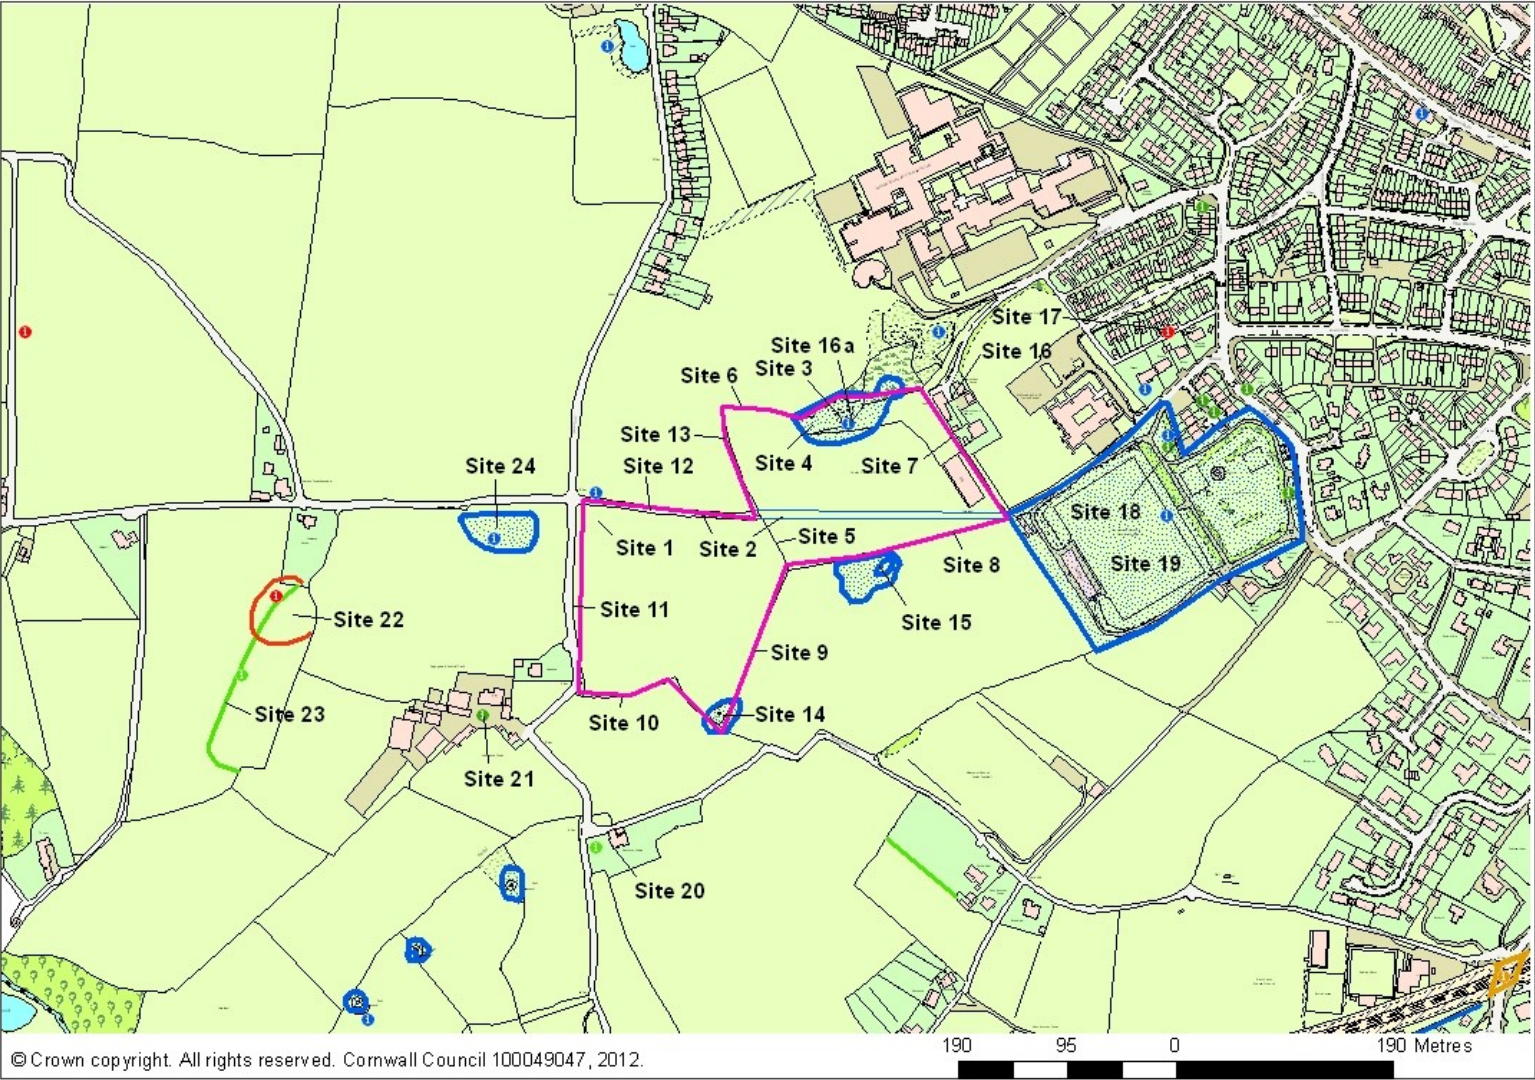 Site 17
Site 16a
Site 16
Site 3
Site 6
Site 13
Site 12
Site 4
Site 7
Site 24
Site 18
Site 1
Site 2
Site 5
Site 8
Site 19
Site 11
Site 22
Site 15
Site 9
Site 23
Site 10
Site 14
Site 21
Site 20
190 95 0 190 Metres
© Crown copyright. All rights reserved. Cornwall Council 100049047, 2012.